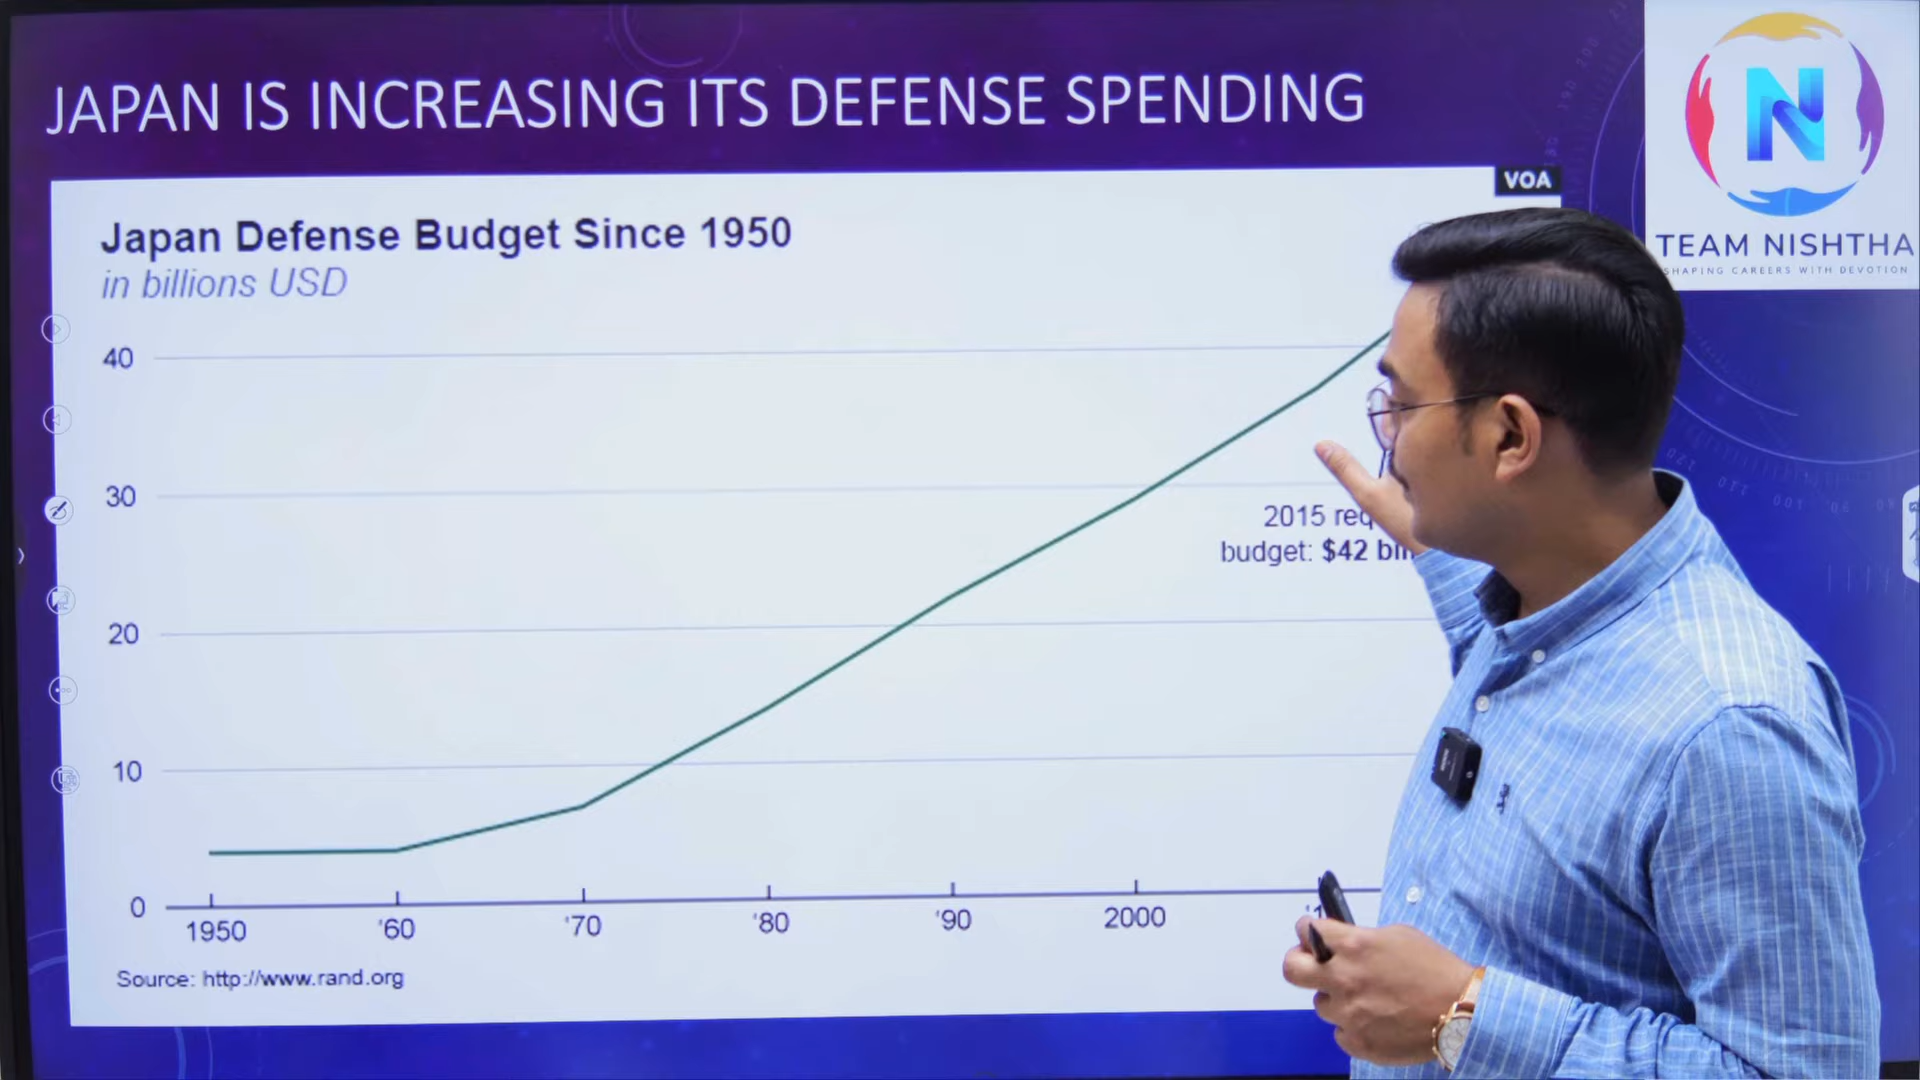 JAPAN IS INCREASING ITS DEFENSE SPENDING
VOA
TEAM NISHTHA
SHAPING CAREERS WITH DEVOTION
Japan Defense Budget Since 1950
in billions USD
40
30
20
10
0
2015
budget: $42
1950
'60
'70
'80
'90
2000
Source: http://www.rand.org